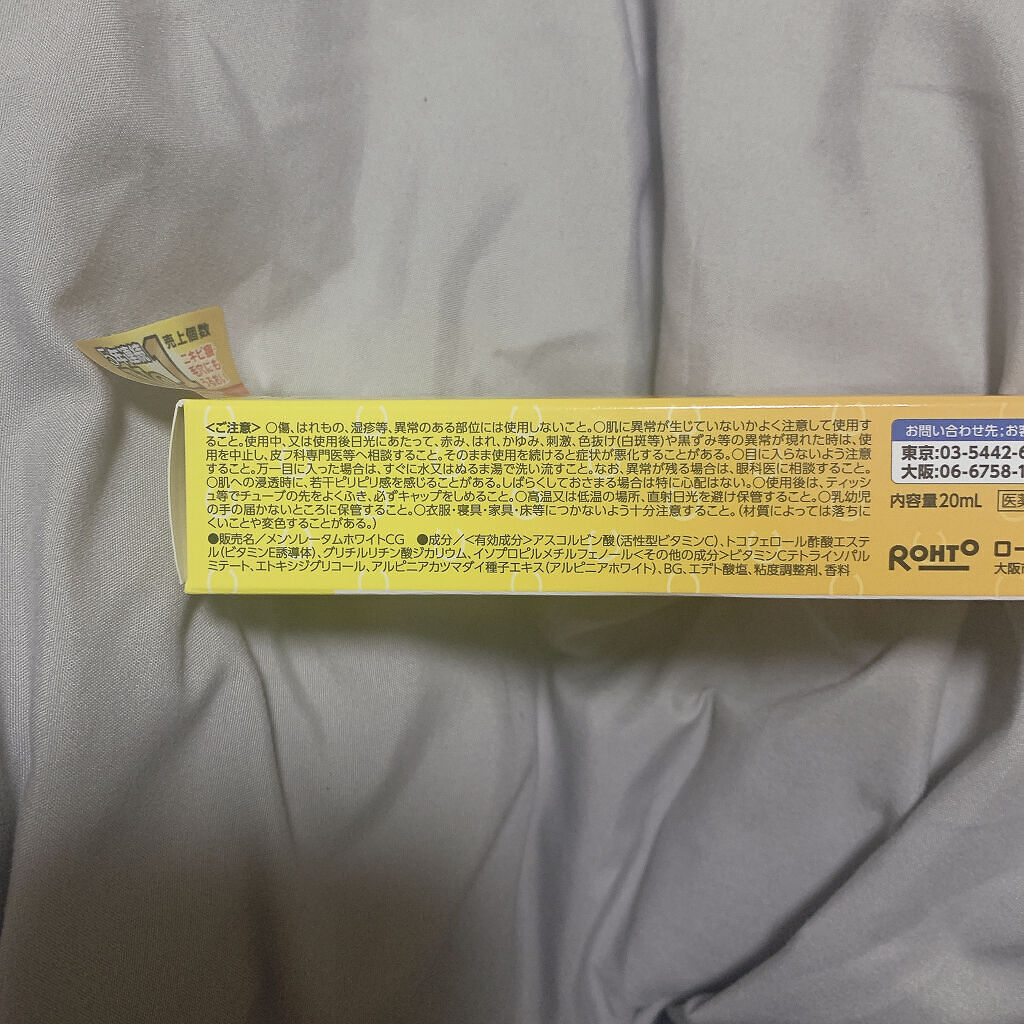 売上個数
5年連続
1
ニキビ跡
毛穴にも
<ご注意> ○傷、はれもの、湿疹等、異常のある部位には使用しないこと。○肌に異常が生じていないかよく注意して使用す
ること。使用中、又は使用後日光にあたって、赤み、はれ、かゆみ、刺激、色抜け(白斑等)や黒ずみ等の異常が現れた時は、使
用を中止し、皮フ科専門医等へ相談すること。そのまま使用を続けると症状が悪化することがある。○目に入らないよう注意
すること。万一目に入った場合は、すぐに水又はぬるま湯で洗い流すこと。なお、異常が残る場合は、眼科医に相談すること。
○肌への浸透時に、若干ピリピリ感を感じることがある。しばらくしておさまる場合は特に心配はない。○使用後は、ティッシ
ュ等でチューブの先をよくふき、必ずキャップをしめること。○高温又は低温の場所、直射日光を避け保管すること。○乳幼児
の手の届かないところに保管すること。○衣服・寝具・家具・床等につかないよう十分注意すること。(材質によっては落ちに
くいことや変色することがある。)
●販売名/メンソレータムホワイトCG ●成分/<有効成分>アスコルビン酸(活性型ビタミンC)、トコフェロール酢酸エステ
ル(ビタミンE誘導体)、グリチルリチン酸ジカリウム、イソプロピルメチルフェノール<その他の成分>ビタミンCテトライソパル
ミテート、エトキシジグリコール、アルピニアカツマダイ種子エキス(アルピニアホワイト)、BG、エデト酸塩、粘度調整剤、香料
お問い合わせ先:お客
東京:03-5442-6
大阪:06-6758-1
内容量20mL 医薬
ROHTO ロー
大阪市